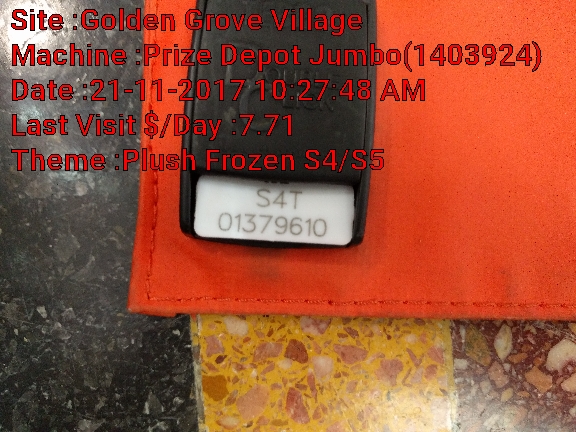 Site :Golden Grove Village
Machine :Prize Depot Jumbo(1403924)
Date :21-11-2017 10:27:48 AM
Last Visit $/Day :7.71
Theme :Plush Frozen S4/S5
S4T
01379610